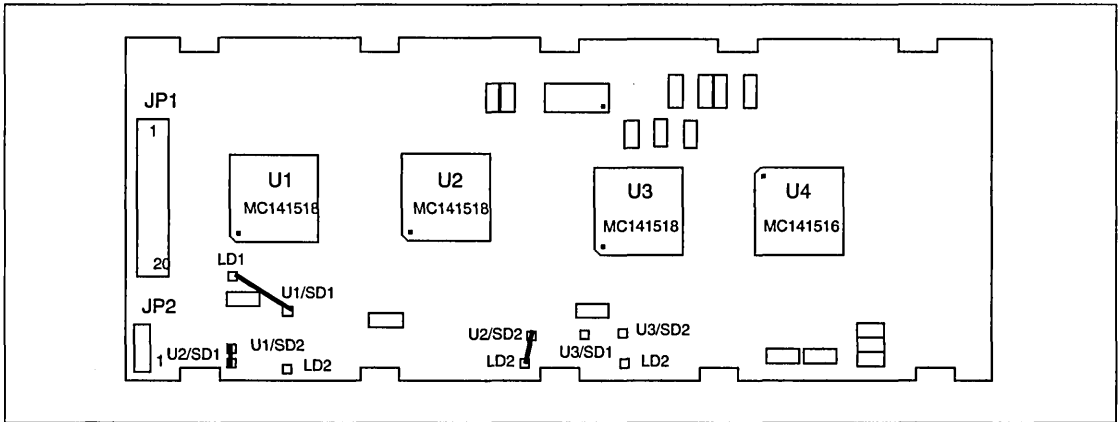 JP1
1
20
U1
MC141518
U2
MC141518
U3
MC141518
U4
MC141516
LD1
U1/SD1
JP2
1
U2/SD1
U1/SD2
LD2
U2/SD2
LD2
U3/SD1
U3/SD2
LD2